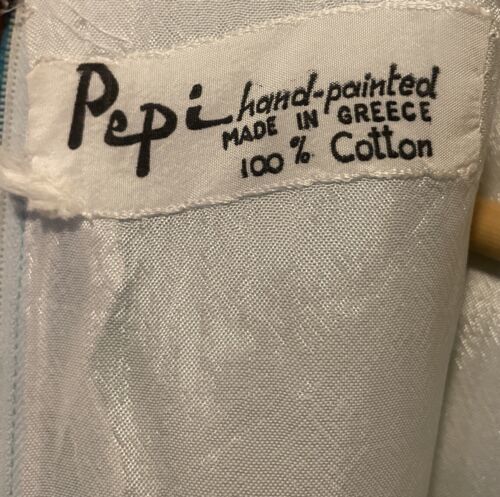 Pepi hand-painted
MADE IN GREECE
100% Cotton